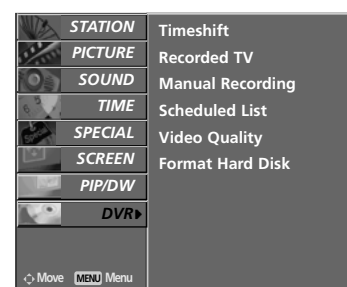 STATION
PICTURE
SOUND
TIME
SPECIAL
SCREEN
PIP/DW
DVR
Move MENU Menu
Timeshift
Recorded TV
Manual Recording
Scheduled List
Video Quality
Format Hard Disk